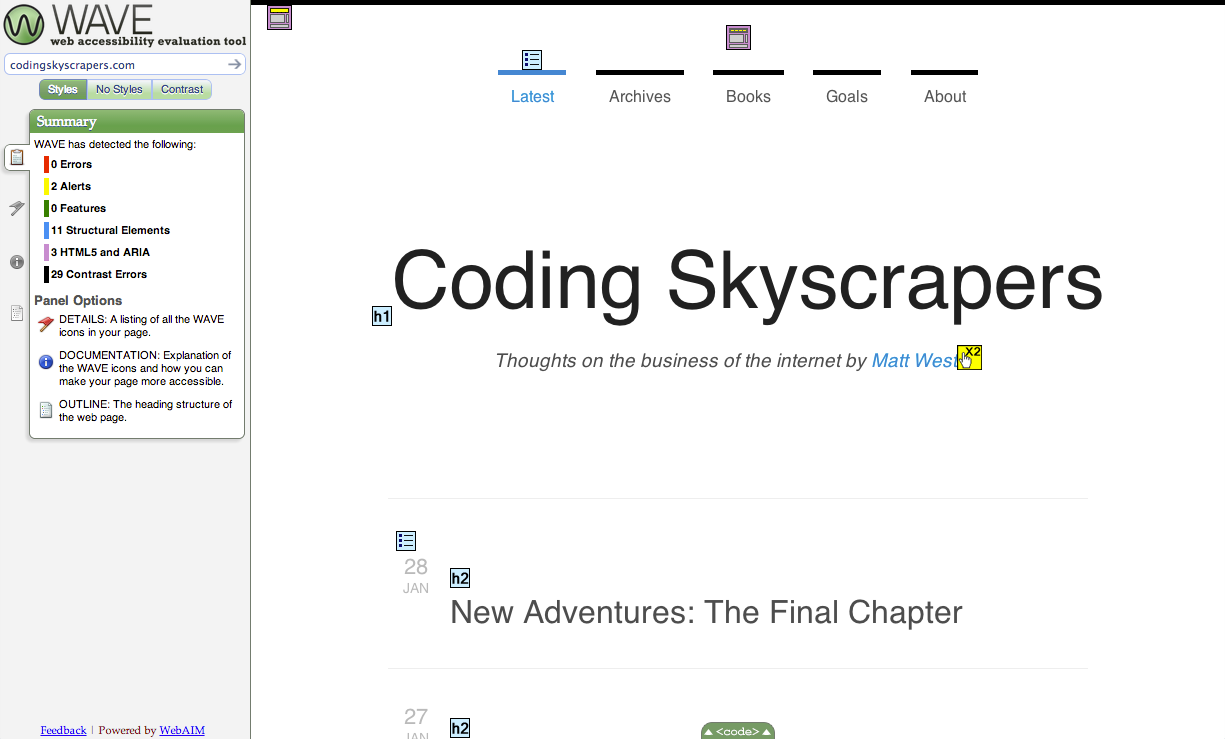 WAVE
web accessibility evaluation tool
codingskyscrapers.com
Styles No Styles Contrast
Summary
WAVE has detected the following:
0 Errors
2 Alerts
0 Features
11 Structural Elements
3 HTML5 and ARIA
29 Contrast Errors
Panel Options
DETAILS: A listing of all the WAVE
icons in your page.
DOCUMENTATION: Explanation of
the WAVE icons and how you can
make your page more accessible.
OUTLINE: The heading structure of
the web page.
Feedback | Powered by WebAIM
Latest Archives Books Goals About
Coding Skyscrapers
h1
Thoughts on the business of the internet by Matt West
X2
28
JAN
h2
New Adventures: The Final Chapter
27
JAN
h2
<code>